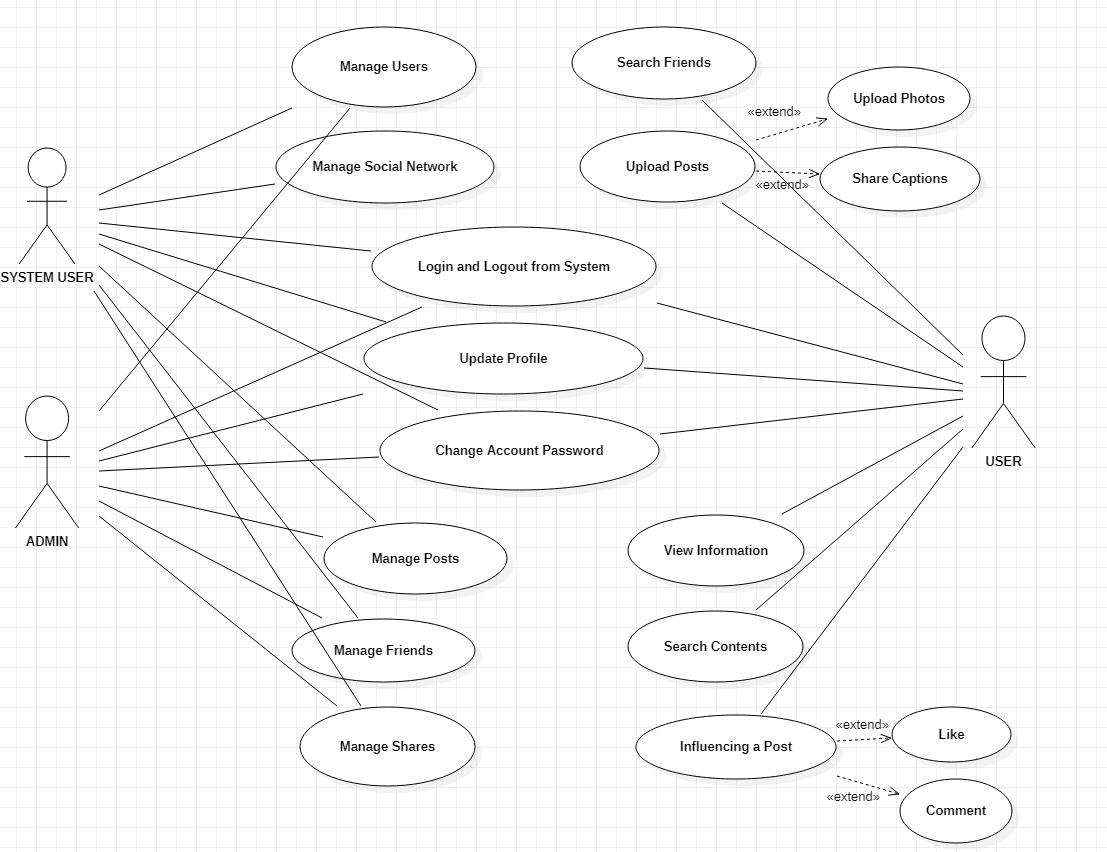 Manage Users
Search Friends
Upload Photos
«extend»
Manage Social Network
Upload Posts
Share Captions
«extend»
SYSTEM USER
Login and Logout from System
Update Profile
Change Account Password
USER
ADMIN
Manage Posts
View Information
Manage Friends
Search Contents
Manage Shares
Influencing a Post
«extend»
Like
«extend»
Comment